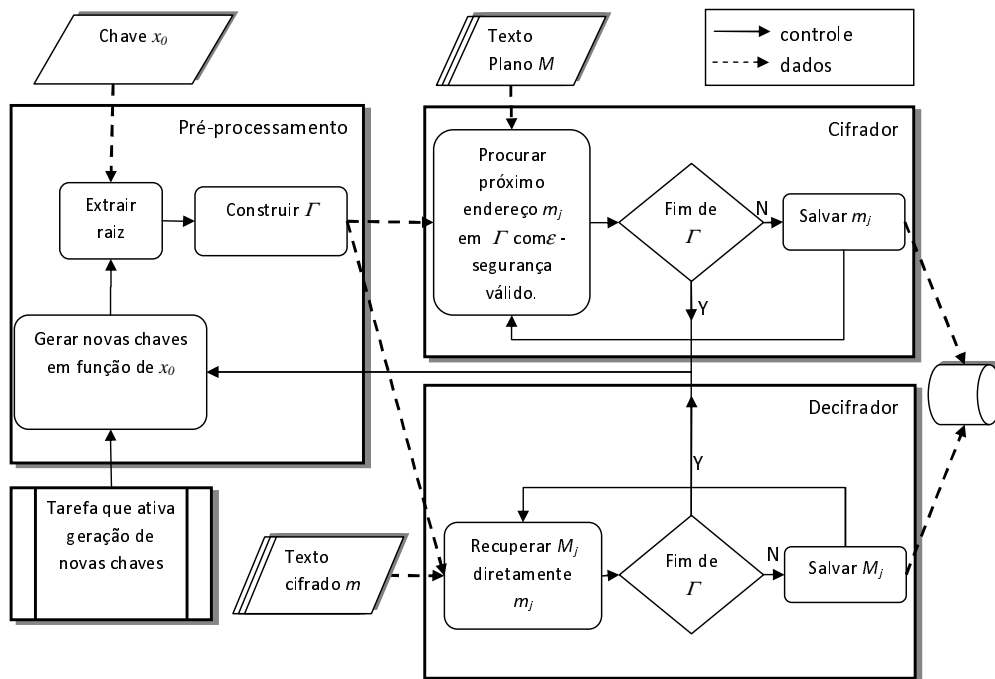 Chave x₀
Texto
Plano M
controle
dados
Pré-processamento
Extrair
raiz
Construir Γ
Gerar novas chaves
em função de x₀
Tarefa que ativa
geração de
novas chaves
Cifrador
Procurar
próximo
endereço mⱼ
em Γ comε -
segurança
válido.
Fim de
Γ
N
Salvar mⱼ
Y
Decifrador
Y
Texto
cifrado m
Recuperar Mⱼ
diretamente
mⱼ
Fim de
Γ
N
Salvar Mⱼ